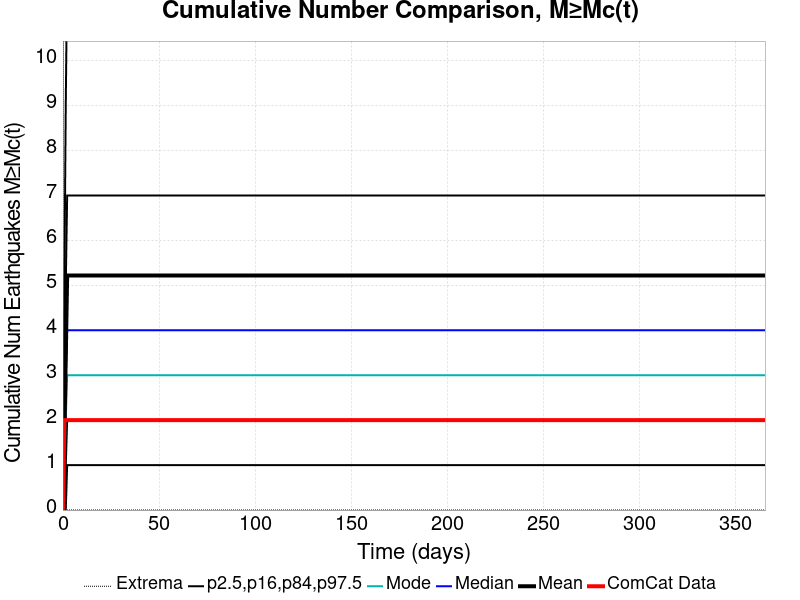 Cumulative Number Comparison, M≥Mc(t)
Cumulative Num Earthquakes M≥Mc(t)
10
9
8
7
6
5
4
3
2
1
0
0 50 100 150 200 250 300 350
Time (days)
Extrema p2.5,p16,p84,p97.5 Mode Median Mean ComCat Data